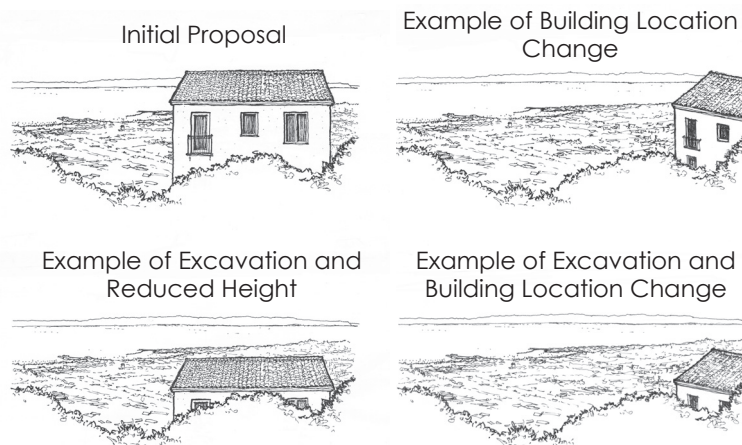 Initial Proposal
Example of Building Location
Change
Example of Excavation and
Reduced Height
Example of Excavation and
Building Location Change